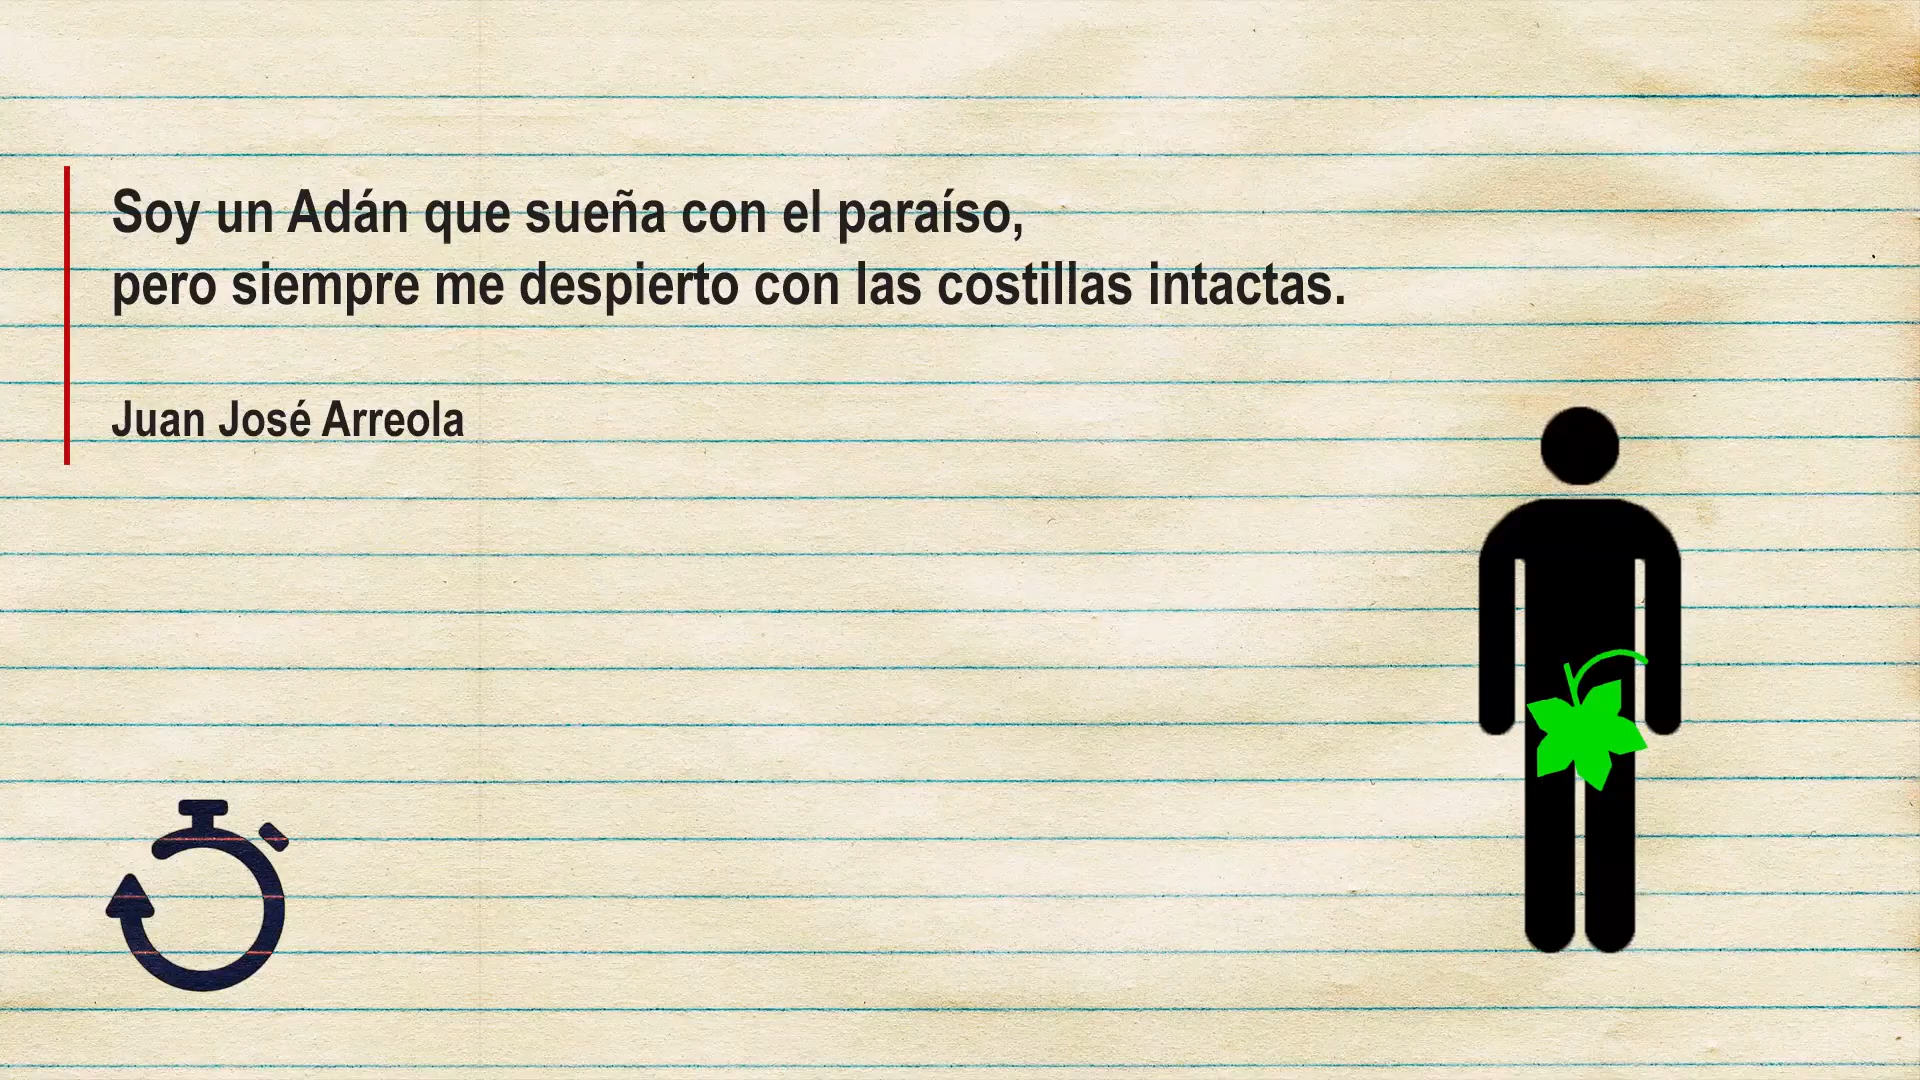 Soy un Adán que sueña con el paraíso,
pero siempre me despierto con las costillas intactas.
Juan José Arreola